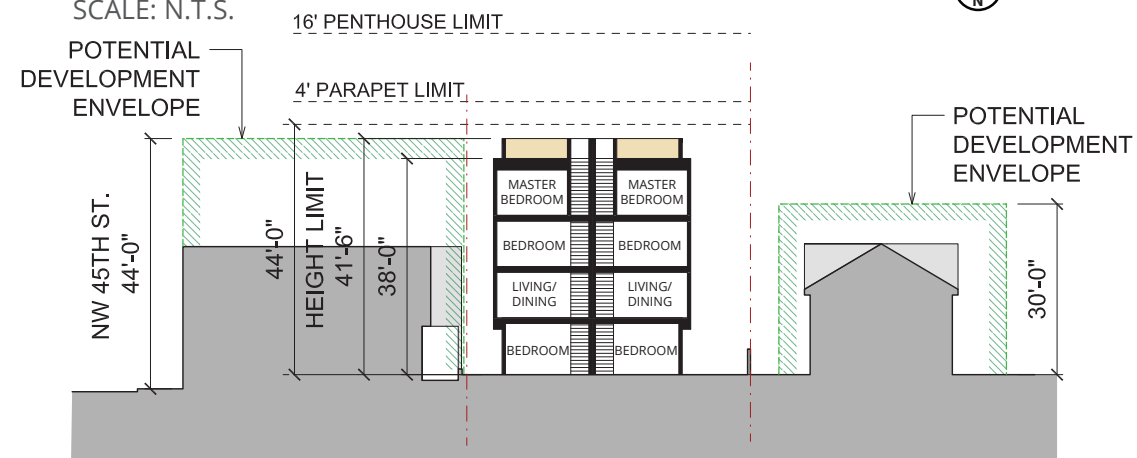 SCALE: N.T.S.
N
16' PENTHOUSE LIMIT
POTENTIAL
DEVELOPMENT
ENVELOPE
4' PARAPET LIMIT
POTENTIAL
DEVELOPMENT
ENVELOPE
NW 45TH ST.
44'-0"
44'-0"
HEIGHT LIMIT
41'-6"
38'-0"
MASTER
BEDROOM
MASTER
BEDROOM
BEDROOM
BEDROOM
LIVING/
DINING
LIVING/
DINING
BEDROOM
BEDROOM
30'-0"